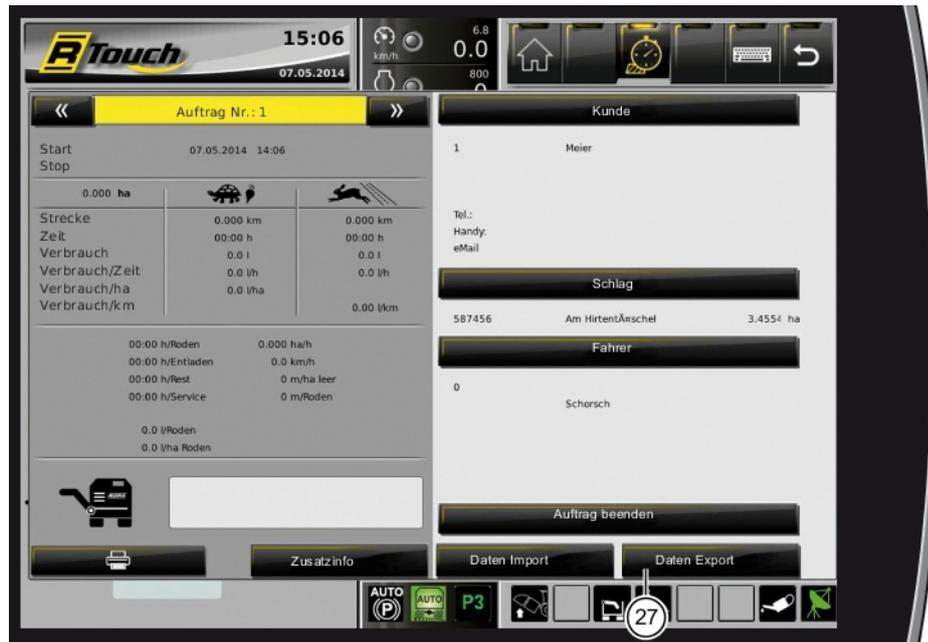 R Touch
15:06
07.05.2014
km/h
6.8
0.0
800
Auftrag Nr.: 1
Start 07.05.2014 14:06
Stop
0.000 ha
Strecke 0.000 km 0.000 km
Zeit 00:00 h 00:00 h
Verbrauch 0.0 l 0.0 l
Verbrauch/Zeit 0.0 l/h 0.0 l/h
Verbrauch/ha 0.0 l/ha
Verbrauch/km 0.00 l/km
00:00 h/Roden 0.000 ha/h
00:00 h/Entladen 0.0 km/h
00:00 h/Rest 0 m/ha leer
00:00 h/Service 0 m/Roden
0.0 l/Roden
0.0 l/ha Roden
Zusatzinfo
Kunde
1 Meier
Tel.:
Handy:
eMail
Schlag
587456 Am HirtentÃ¤schel 3.4554 ha
Fahrer
0
Schorsch
Auftrag beenden
Daten Import
Daten Export
AUTO
P
AUTO
P3
27